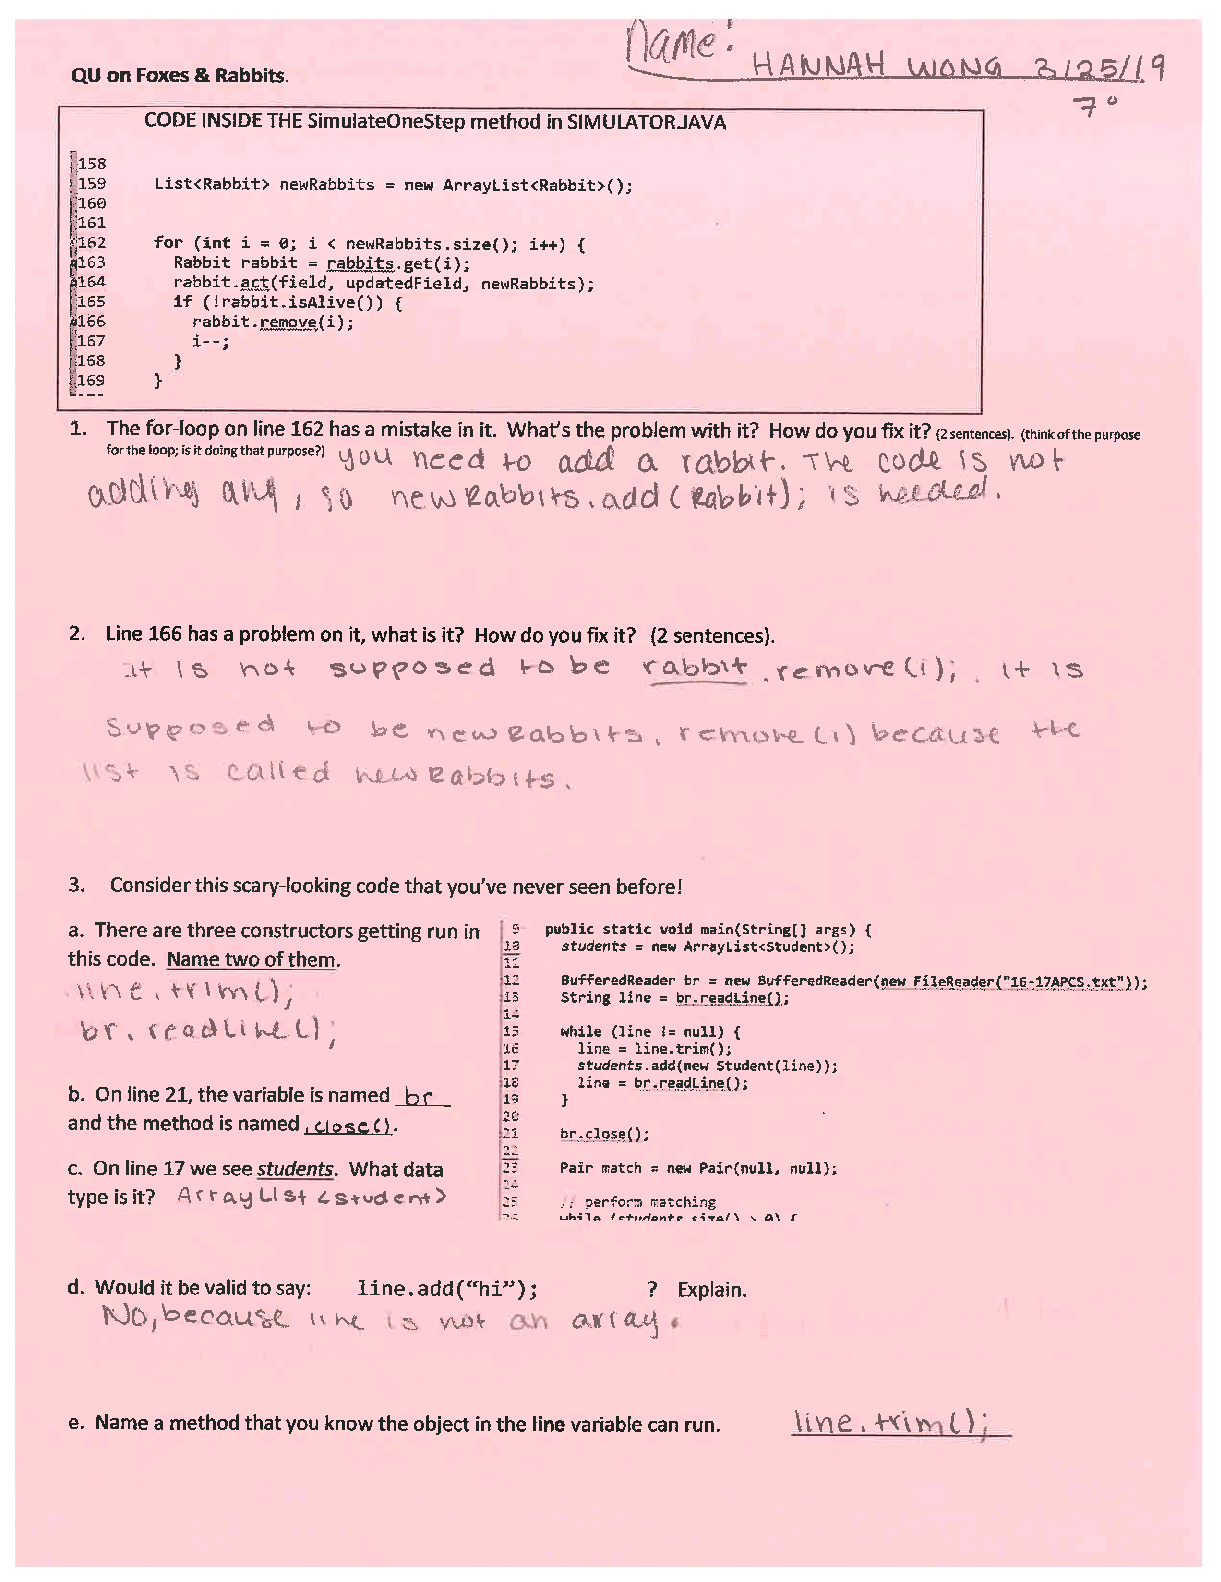 Name: HANNAH WONG 3/25/19
7°
QU on Foxes & Rabbits.
CODE INSIDE THE SimulateOneStep method in SIMULATOR.JAVA
158
159 List<Rabbit> newRabbits = new ArrayList<Rabbit>();
160
161
162 for (int i = 0; i < newRabbits.size(); i++) {
163 Rabbit rabbit = rabbits.get(i);
164 rabbit.act(field, updatedField, newRabbits);
165 if (!rabbit.isAlive()) {
166 rabbit.remove(i);
167 i--;
168 }
169 }
1. The for-loop on line 162 has a mistake in it. What's the problem with it? How do you fix it? (2 sentences). (think of the purpose
for the loop; is it doing that purpose?) you need to add a rabbit. The code is not
adding any, so newRabbits.add(Rabbit); is needed.
2. Line 166 has a problem on it, what is it? How do you fix it? (2 sentences).
it is not supposed to be rabbit.remove(i); it is
supposed to be newRabbits.remove(i) because the
list is called newRabbits.
3. Consider this scary-looking code that you've never seen before!
a. There are three constructors getting run in
this code. Name two of them.
line.trim();
br.readLine();
b. On line 21, the variable is named br
and the method is named .close().
c. On line 17 we see students. What data
type is it? ArrayList <student>
9 public static void main(String[] args) {
10 students = new ArrayList<Student>();
11
12 BufferedReader br = new BufferedReader(new FileReader("16-17APCS.txt"));
13 String line = br.readLine();
14
15 while (line != null) {
16 line = line.trim();
17 students.add(new Student(line));
18 line = br.readLine();
19 }
20
21 br.close();
22
23 Pair match = new Pair(null, null);
24
25 // perform matching
while (students.size() > 0) {
d. Would it be valid to say: line.add("hi"); ? Explain.
No, because line is not an array.
e. Name a method that you know the object in the line variable can run. line.trim();